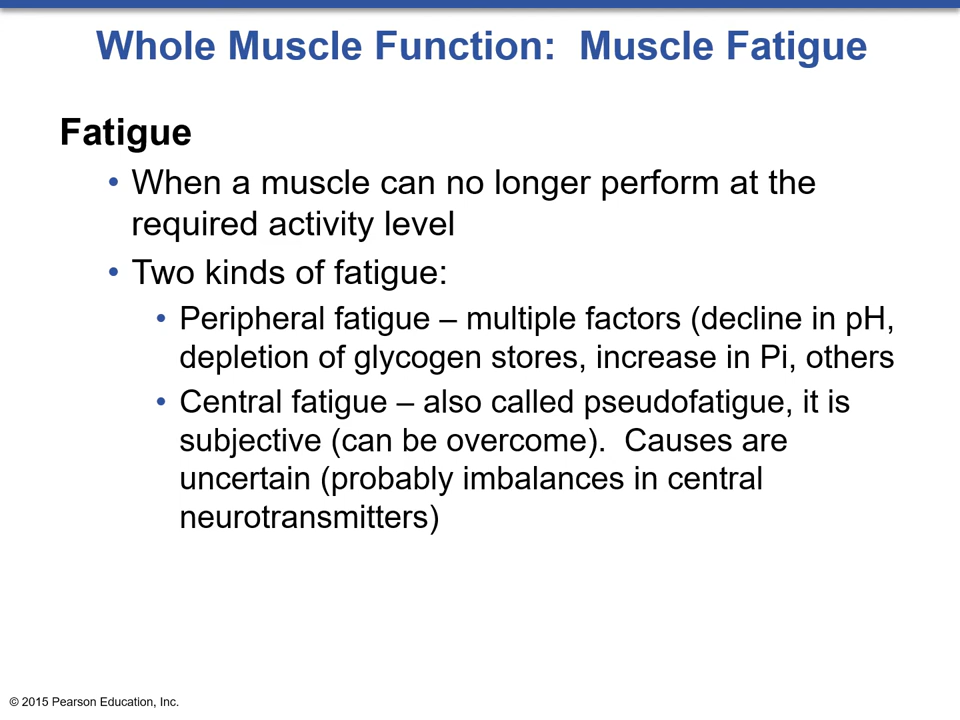 Whole Muscle Function:  Muscle Fatigue
Fatigue
• When a muscle can no longer perform at the
required activity level
• Two kinds of fatigue:
• Peripheral fatigue – multiple factors (decline in pH,
depletion of glycogen stores, increase in Pi, others
• Central fatigue – also called pseudofatigue, it is
subjective (can be overcome).  Causes are
uncertain (probably imbalances in central
neurotransmitters)
© 2015 Pearson Education, Inc.